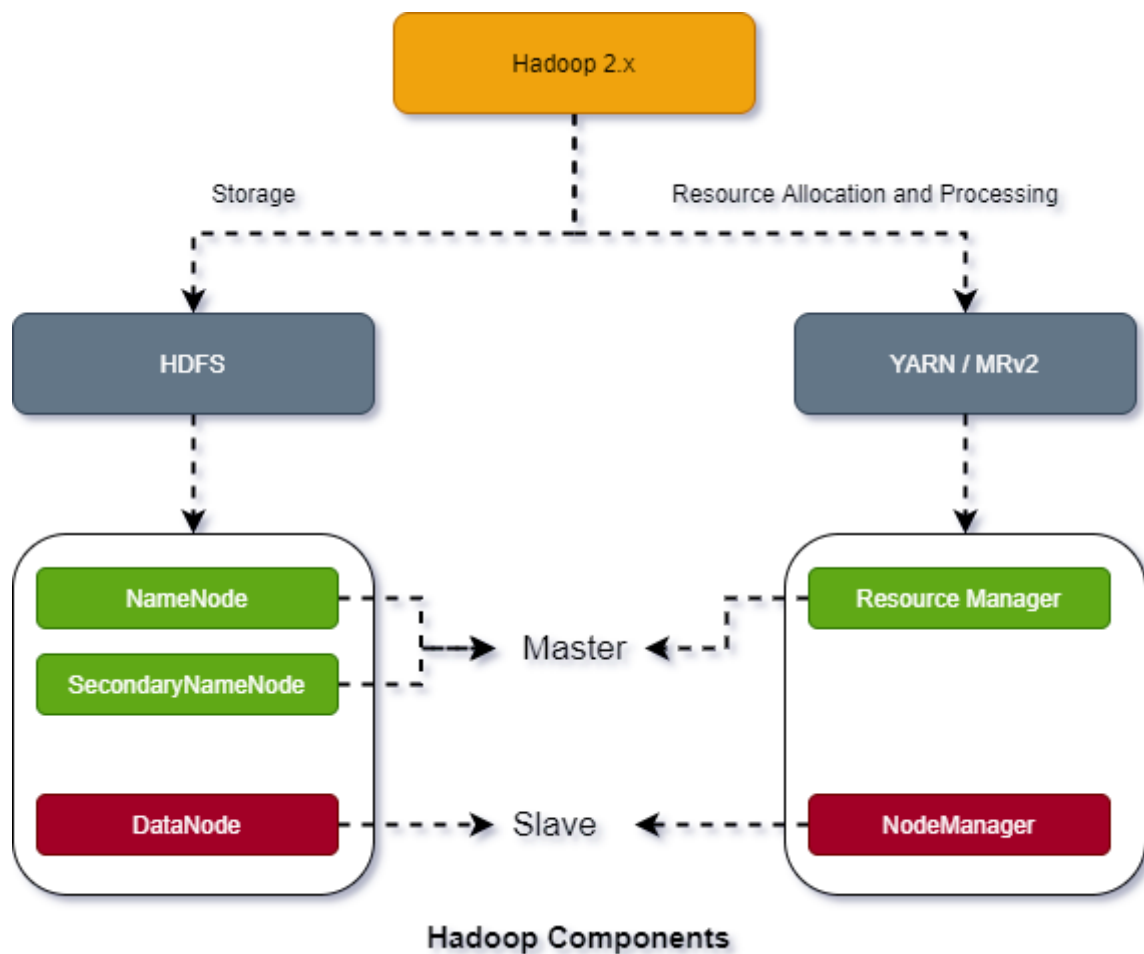 Hadoop 2.x
Storage
Resource Allocation and Processing
HDFS
YARN / MRv2
NameNode
Resource Manager
Master
SecondaryNameNode
DataNode
Slave
NodeManager
Hadoop Components